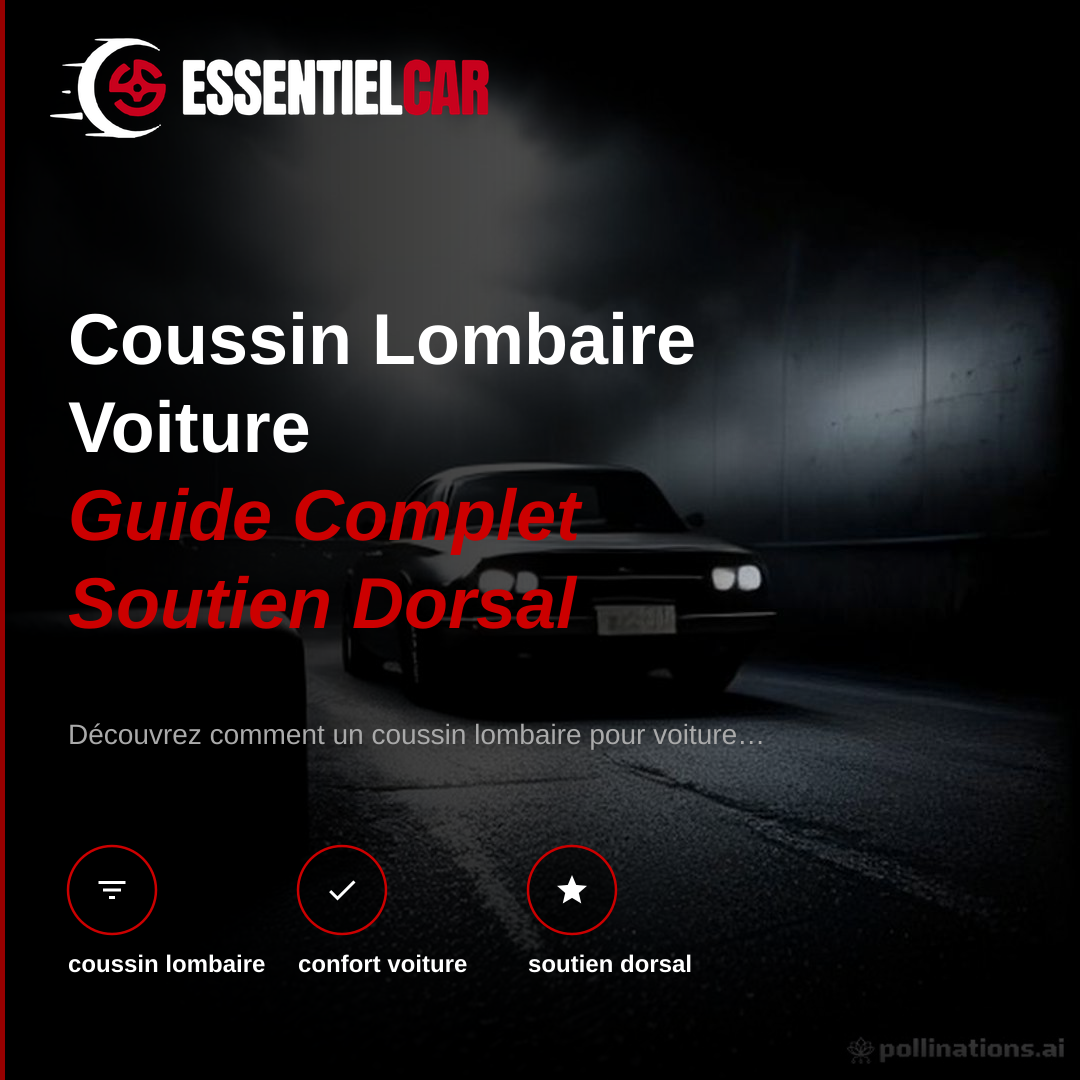 ESSENTIELCAR
Coussin Lombaire
Voiture
Guide Complet
Soutien Dorsal
Découvrez comment un coussin lombaire pour voiture…
coussin lombaire
confort voiture
soutien dorsal
pollinations.ai